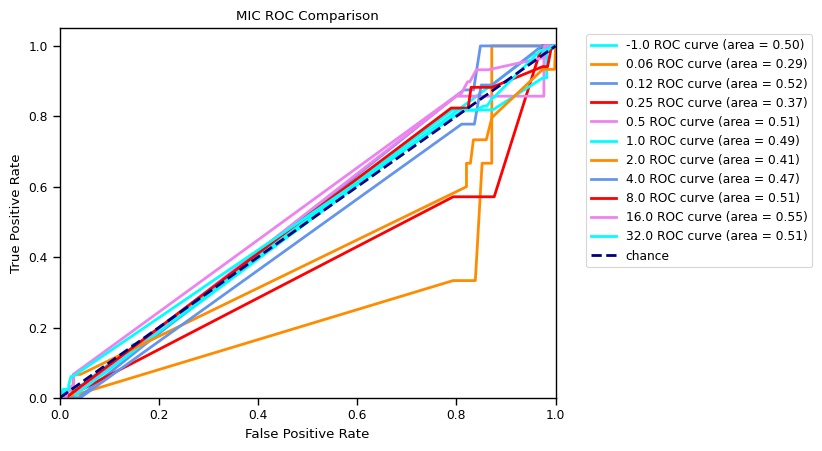 MIC ROC Comparison
1.0
0.8
0.6
0.4
0.2
0.0
True Positive Rate
0.0 0.2 0.4 0.6 0.8 1.0
False Positive Rate
-1.0 ROC curve (area = 0.50)
0.06 ROC curve (area = 0.29)
0.12 ROC curve (area = 0.52)
0.25 ROC curve (area = 0.37)
0.5 ROC curve (area = 0.51)
1.0 ROC curve (area = 0.49)
2.0 ROC curve (area = 0.41)
4.0 ROC curve (area = 0.47)
8.0 ROC curve (area = 0.51)
16.0 ROC curve (area = 0.55)
32.0 ROC curve (area = 0.51)
chance